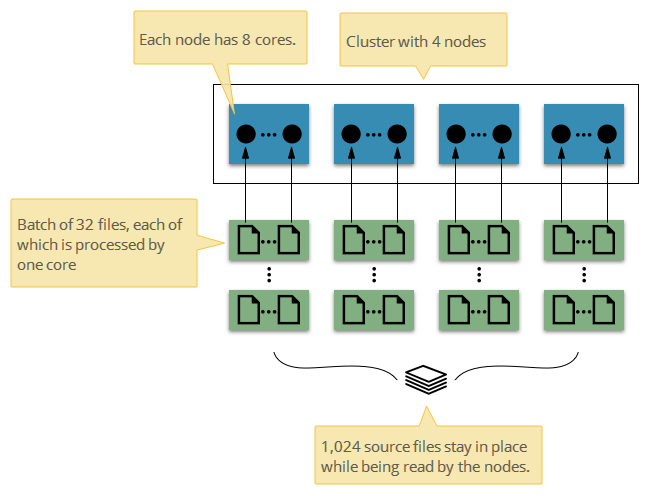 Each node has 8 cores.
Cluster with 4 nodes
Batch of 32 files, each of
which is processed by
one core
1,024 source files stay in place
while being read by the nodes.